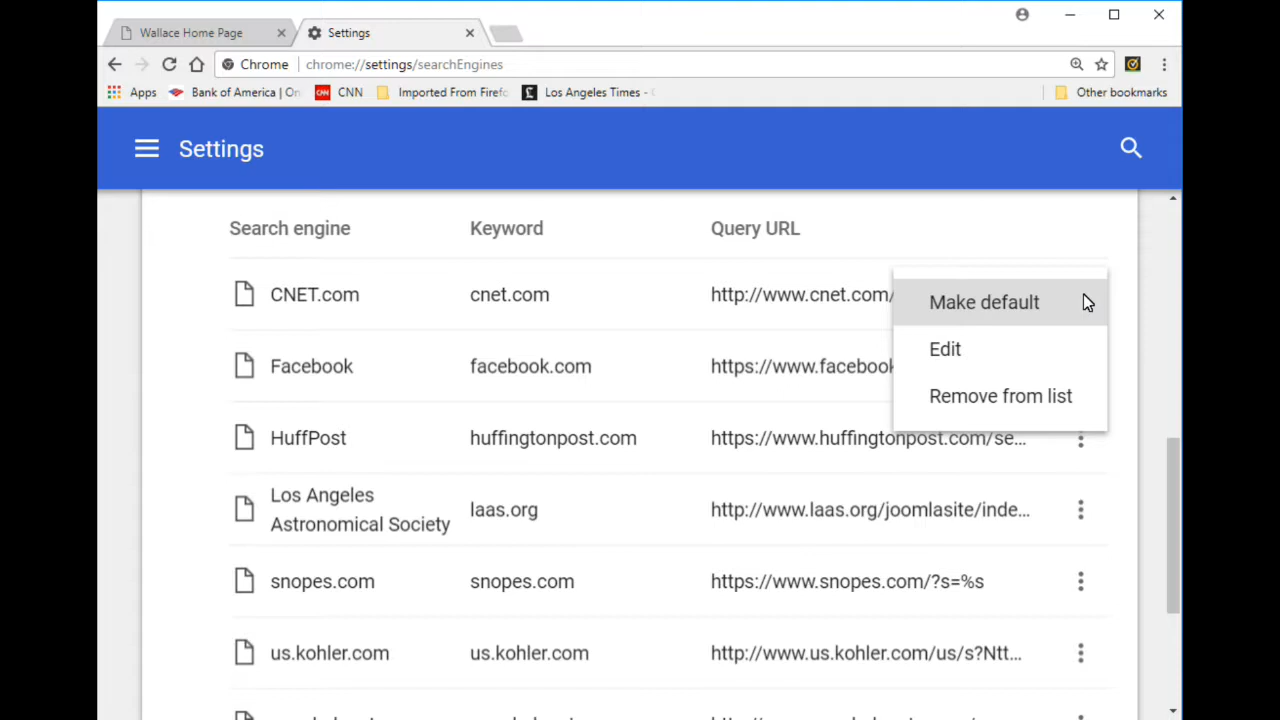 Wallace Home Page
Settings
Chrome
chrome://settings/searchEngines
Apps
Bank of America | On
CNN
Imported From Firefo
Los Angeles Times -
Other bookmarks
Settings
Search engine Keyword Query URL
CNET.com cnet.com http://www.cnet.com/
Make default
Edit
Remove from list
Facebook facebook.com https://www.facebook
HuffPost huffingtonpost.com https://www.huffingtonpost.com/se...
Los Angeles
Astronomical Society
laas.org http://www.laas.org/joomlasite/inde...
snopes.com snopes.com https://www.snopes.com/?s=%s
us.kohler.com us.kohler.com http://www.us.kohler.com/us/s?Ntt...